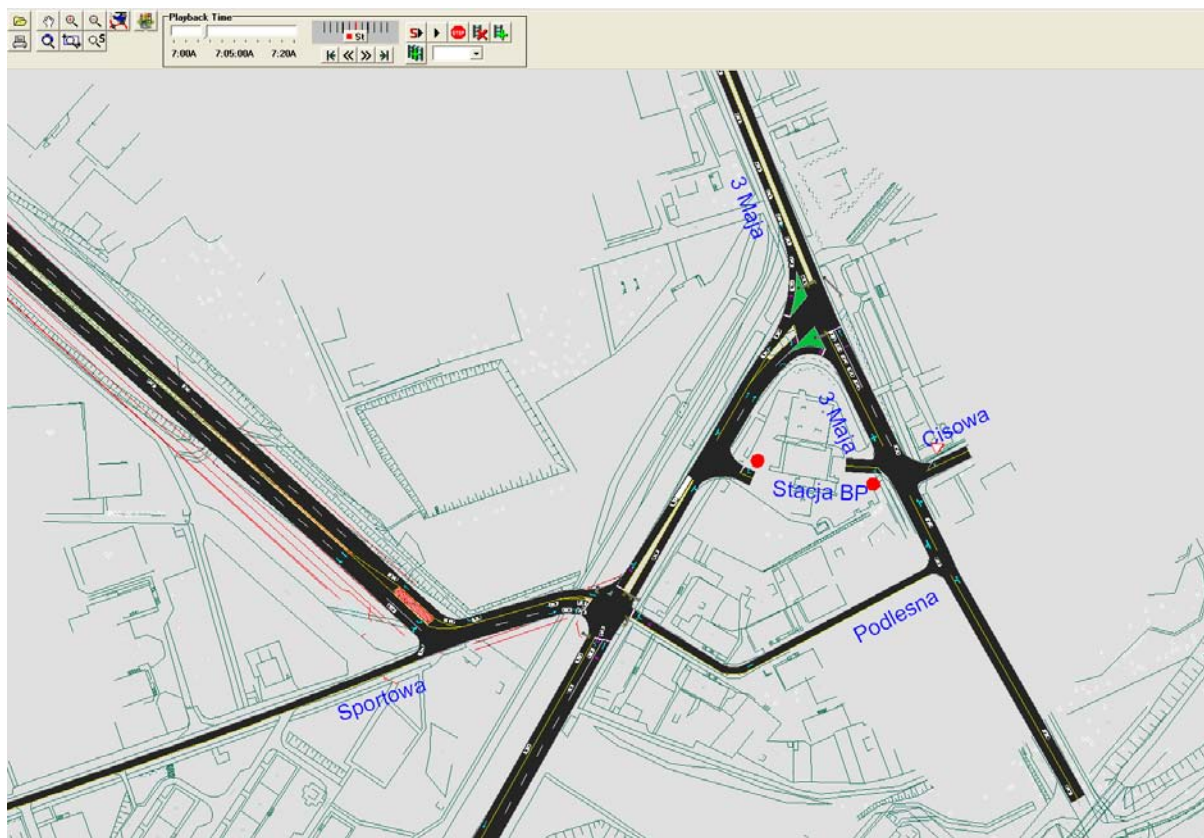 Playback Time
St
S
STOP
7:00A 7:05:00A 7:20A
S
3 Maja
3 Maja
Cisowa
Stacja BP
Podlesna
Sportowa